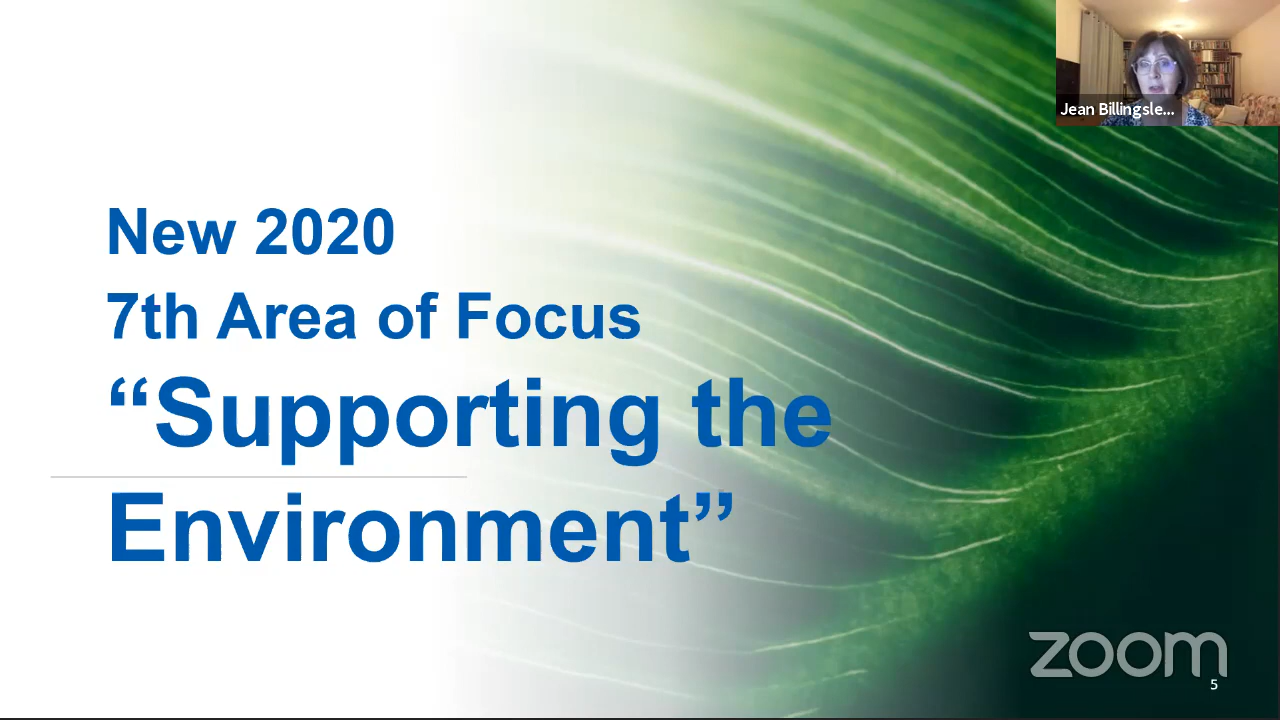 Jean Billingsle...
New 2020
7th Area of Focus
“Supporting the
Environment”
zoom
5